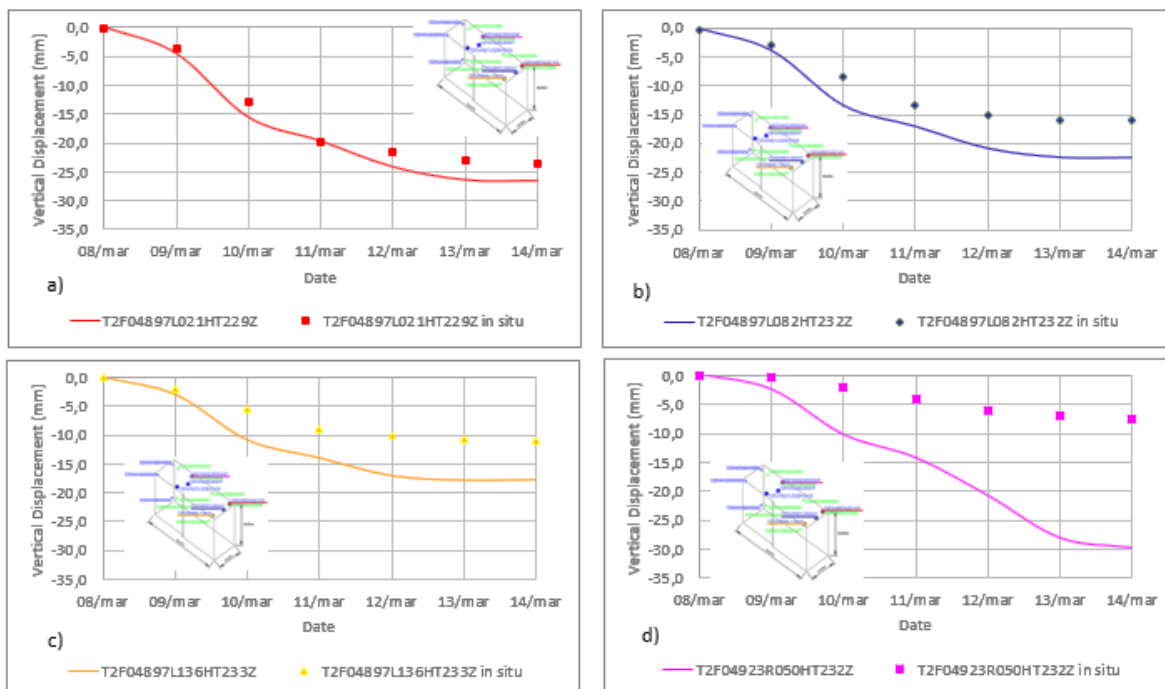 Vertical Displacement (mm)
0,0
-5,0
-10,0
-15,0
-20,0
-25,0
-30,0
-35,0
08/mar 09/mar 10/mar 11/mar 12/mar 13/mar 14/mar
Date
a)
T2F04897L021HT229Z T2F04897L021HT229Z in situ
Vertical Displacement (mm)
0,0
-5,0
-10,0
-15,0
-20,0
-25,0
-30,0
-35,0
08/mar 09/mar 10/mar 11/mar 12/mar 13/mar 14/mar
Date
b)
T2F04897L082HT232Z T2F04897L082HT232Z in situ
Vertical Displacement (mm)
0,0
-5,0
-10,0
-15,0
-20,0
-25,0
-30,0
-35,0
08/mar 09/mar 10/mar 11/mar 12/mar 13/mar 14/mar
Date
c)
T2F04897L136HT233Z T2F04897L136HT233Z in situ
Vertical Displacement (mm)
0,0
-5,0
-10,0
-15,0
-20,0
-25,0
-30,0
-35,0
08/mar 09/mar 10/mar 11/mar 12/mar 13/mar 14/mar
Date
d)
T2F04923R050HT232Z T2F04923R050HT232Z in situ